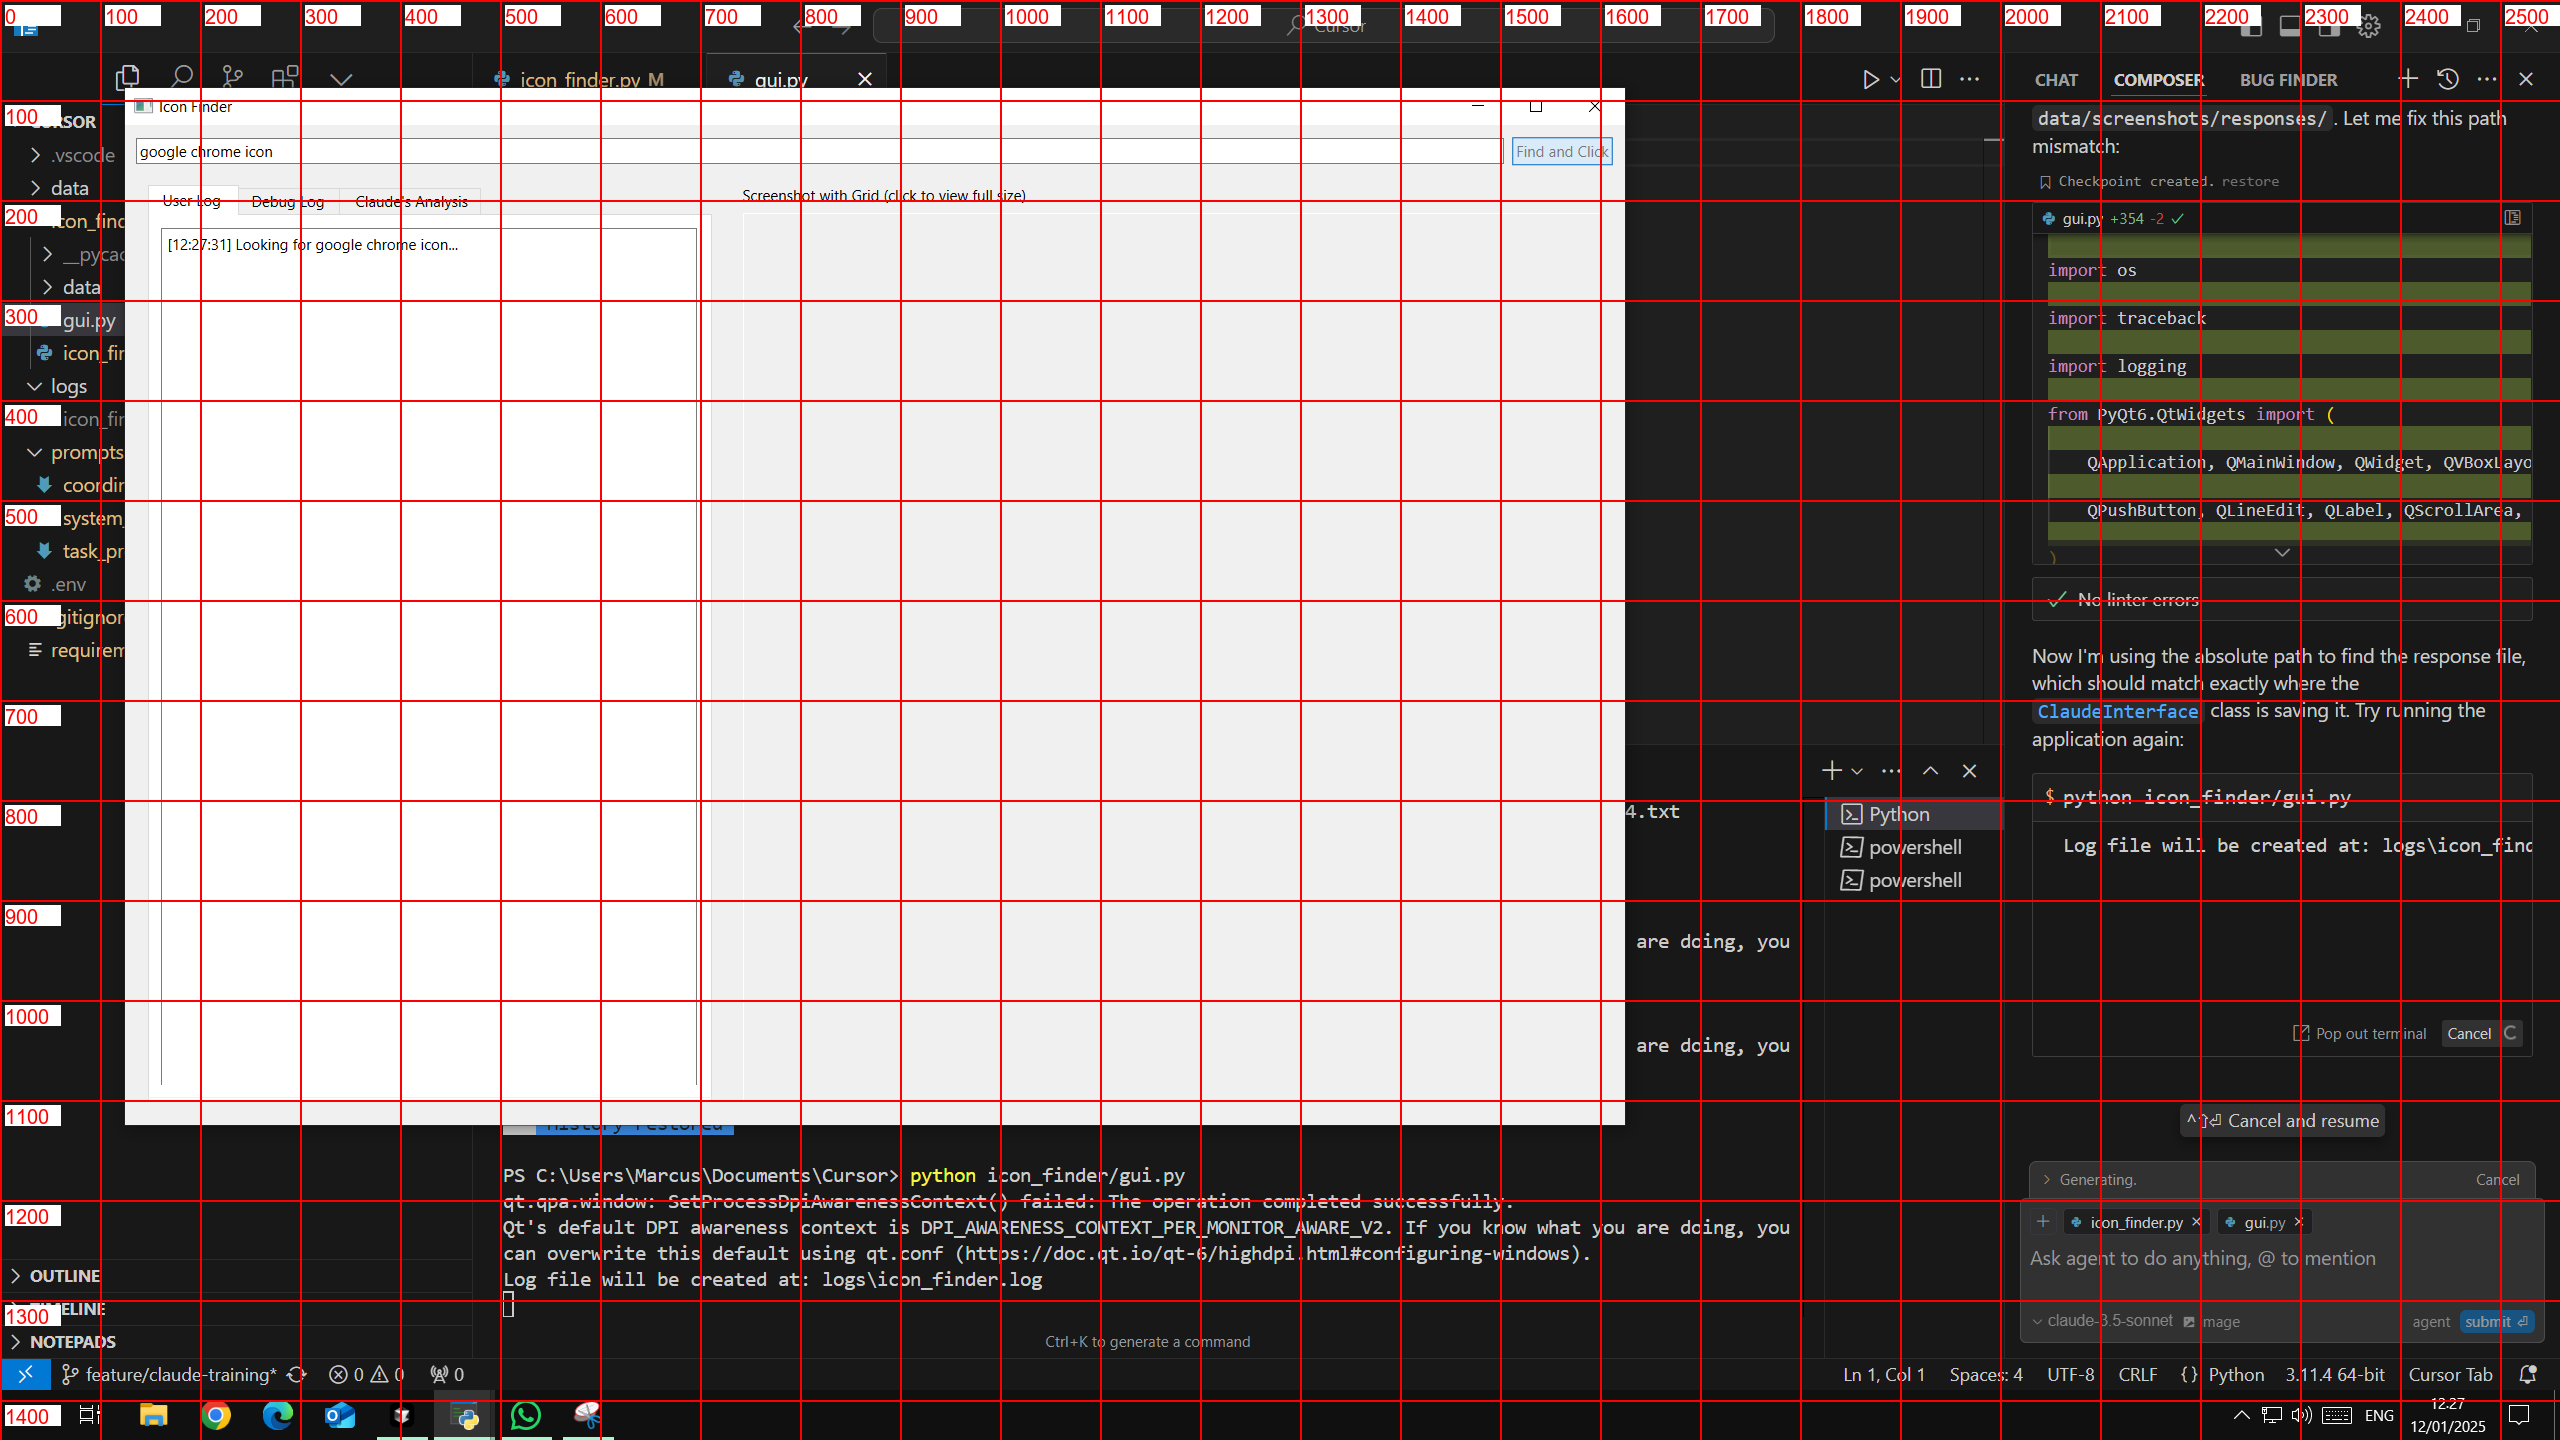 0 100 200 300 400 500 600 700 800 900 1000 1100 1200 1300 1400 1500 1600 1700 1800 1900 2000 2100 2200 2300 2400 2500
Cursor
icon_finder.py M
gui.py
CHAT COMPOSER BUG FINDER
Icon Finder
google chrome icon
Find and Click
User Log
Debug Log
Claude's Analysis
Screenshot with Grid (click to view full size)
[12:27:31] Looking for google chrome icon...
100
200
300
400
500
600
700
800
900
1000
1100
1200
1300
1400
.vscode
data
data
gui.py
logs
prompts
.env
OUTLINE
NOTEPADS
data/screenshots/responses/ . Let me fix this path
mismatch:
Checkpoint created. restore
gui.py +354 -2
import os
import traceback
import logging
from PyQt6.QtWidgets import (
QApplication, QMainWindow, QWidget, QVBoxLayo
QPushButton, QLineEdit, QLabel, QScrollArea,
)
No linter errors
Now I'm using the absolute path to find the response file,
which should match exactly where the
ClaudeInterface class is saving it. Try running the
application again:
$ python icon_finder/gui.py
Log file will be created at: logs\icon_find
Pop out terminal Cancel
Cancel and resume
Generating. Cancel
icon_finder.py
gui.py
Ask agent to do anything, @ to mention
claude-3.5-sonnet mage agent submit
4.txt
Python
powershell
powershell
are doing, you
are doing, you
History restored
PS C:\Users\Marcus\Documents\Cursor> python icon_finder/gui.py
qt.qpa.window: SetProcessDpiAwarenessContext() failed: The operation completed successfully.
Qt's default DPI awareness context is DPI_AWARENESS_CONTEXT_PER_MONITOR_AWARE_V2. If you know what you are doing, you
can overwrite this default using qt.conf (https://doc.qt.io/qt-6/highdpi.html#configuring-windows).
Log file will be created at: logs\icon_finder.log
Ctrl+K to generate a command
feature/claude-training* 0 0 0
Ln 1, Col 1 Spaces: 4 UTF-8 CRLF {} Python 3.11.4 64-bit Cursor Tab
ENG
12:27
12/01/2025